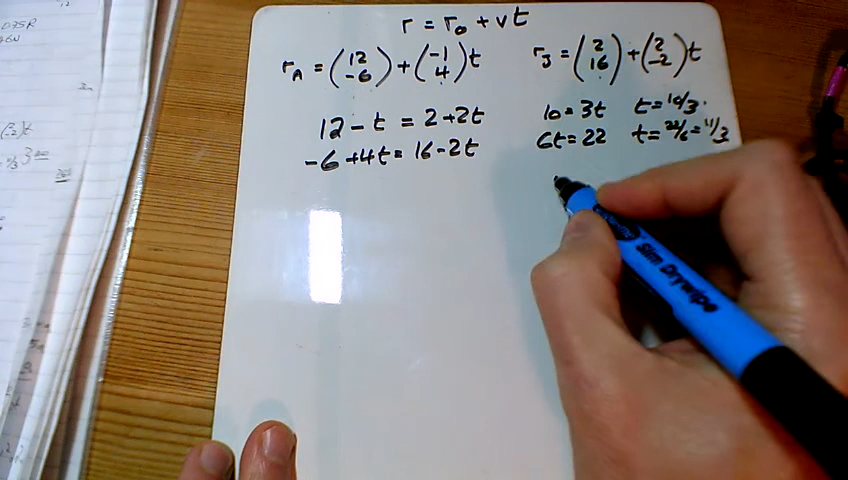 r = r₀ + vt
r_A = (12 -6) + (-1 4)t r_J = (2 16) + (2 -2)t
12 - t = 2 + 2t 10 = 3t t = 10/3
-6 + 4t = 16 - 2t 6t = 22 t = 22/6 = 11/3
Slim Drywipe